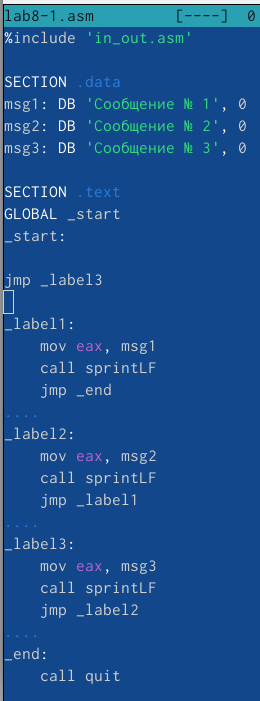 lab8-1.asm [----] 0
%include 'in_out.asm'
SECTION .data
msg1: DB 'Сообщение № 1', 0
msg2: DB 'Сообщение № 2', 0
msg3: DB 'Сообщение № 3', 0
SECTION .text
GLOBAL _start
_start:
jmp _label3
_label1:
mov eax, msg1
call sprintLF
jmp _end
....
_label2:
mov eax, msg2
call sprintLF
jmp _label1
....
_label3:
mov eax, msg3
call sprintLF
jmp _label2
....
_end:
call quit